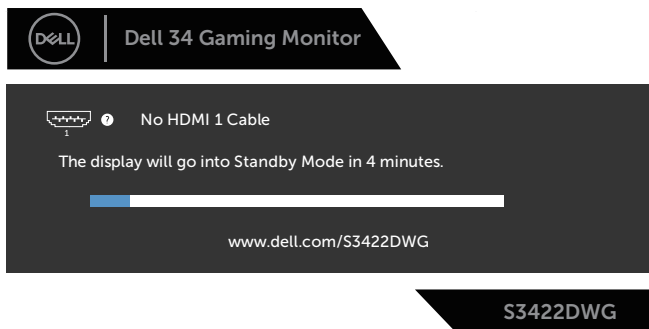 DELL
Dell 34 Gaming Monitor
? No HDMI 1 Cable
1
The display will go into Standby Mode in 4 minutes.
www.dell.com/S3422DWG
S3422DWG